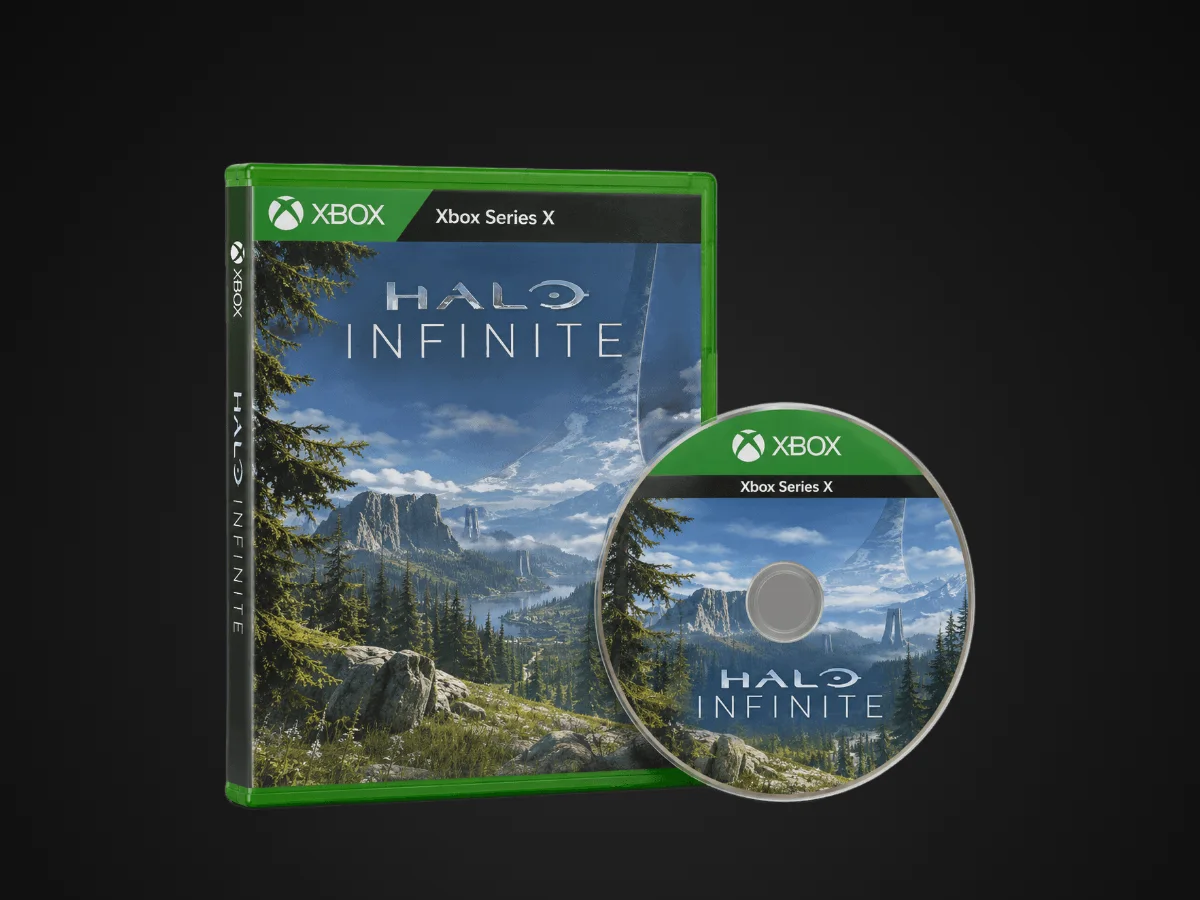 XBOX
Xbox Series X
HALO
INFINITE
XBOX
HALO INFINITE
XBOX
Xbox Series X
HALO
INFINITE